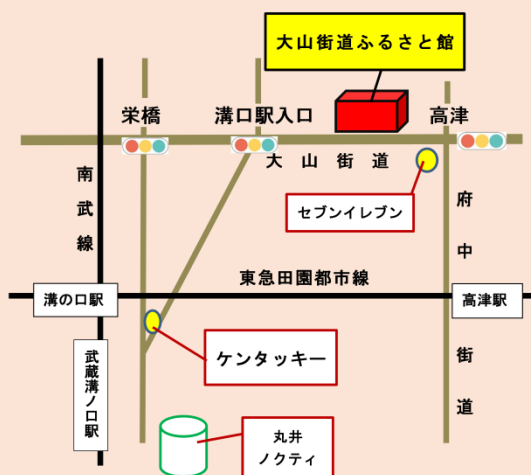 大山街道ふるさと館
栄橋
溝口駅入口
高津
大山街道
南武線
セブンイレブン
府中街道
東急田園都市線
溝の口駅
高津駅
ケンタッキー
武蔵溝ノ口駅
丸井
ノクティ